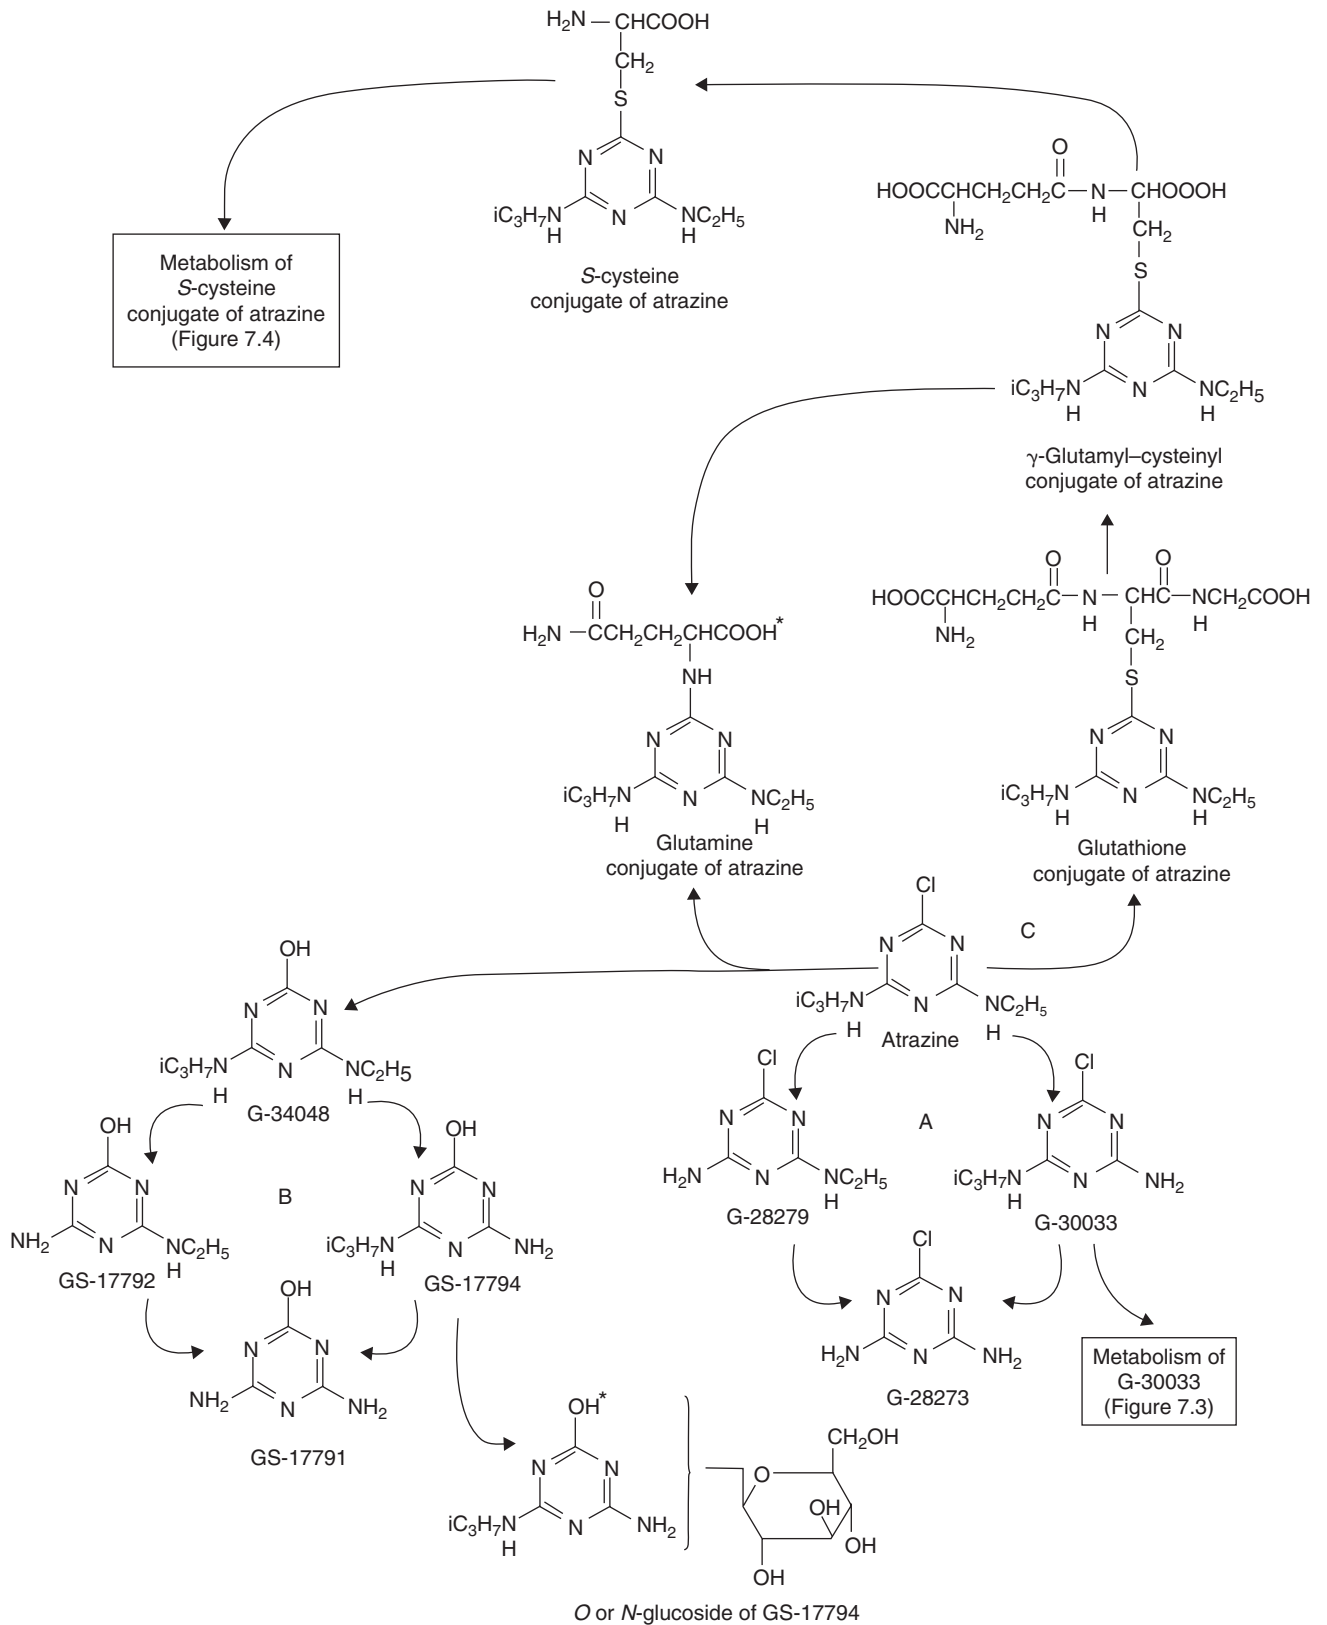 H₂N—CHCOOH
CH₂
S
N N
iC₃H₇N N NC₂H₅
H H
S-cysteine
conjugate of atrazine
Metabolism of
S-cysteine
conjugate of atrazine
(Figure 7.4)
O
HOOCCHCH₂CH₂C—N—CHOOOH
NH₂ H CH₂
S
N N
iC₃H₇N N NC₂H₅
H H
γ-Glutamyl–cysteinyl
conjugate of atrazine
O
H₂N—CCH₂CH₂CHCOOH*
NH
N N
iC₃H₇N N NC₂H₅
H H
Glutamine
conjugate of atrazine
O O
HOOCCHCH₂CH₂C—N—CHC—NCH₂COOH
NH₂ H CH₂ H
S
N N
iC₃H₇N N NC₂H₅
H H
Glutathione
conjugate of atrazine
Cl
C
N N
iC₃H₇N N NC₂H₅
H Atrazine H
OH
N N
iC₃H₇N N NC₂H₅
H H
G-34048
OH
N N
NH₂ N NC₂H₅
H
GS-17792
B
OH
N N
iC₃H₇N N NH₂
H
GS-17794
OH
N N
NH₂ N NH₂
GS-17791
Cl
N N
H₂N N NC₂H₅
H
G-28279
A
Cl
N N
iC₃H₇N N NH₂
H
G-30033
Cl
N N
H₂N N NH₂
G-28273
Metabolism of
G-30033
(Figure 7.3)
OH*
N N
iC₃H₇N N NH₂
H
CH₂OH
O
OH
OH
OH
O or N-glucoside of GS-17794